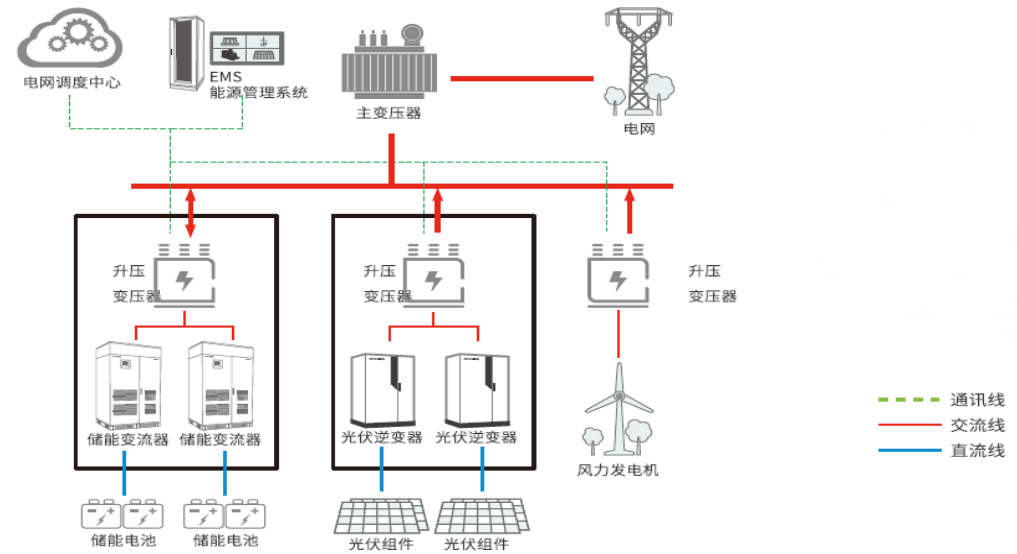 电网调度中心
EMS
能源管理系统
主变压器
电网
升压
变压器
升压
变压器
升压
变压器
储能变流器
储能变流器
光伏逆变器
光伏逆变器
风力发电机
储能电池
储能电池
光伏组件
光伏组件
通讯线
交流线
直流线